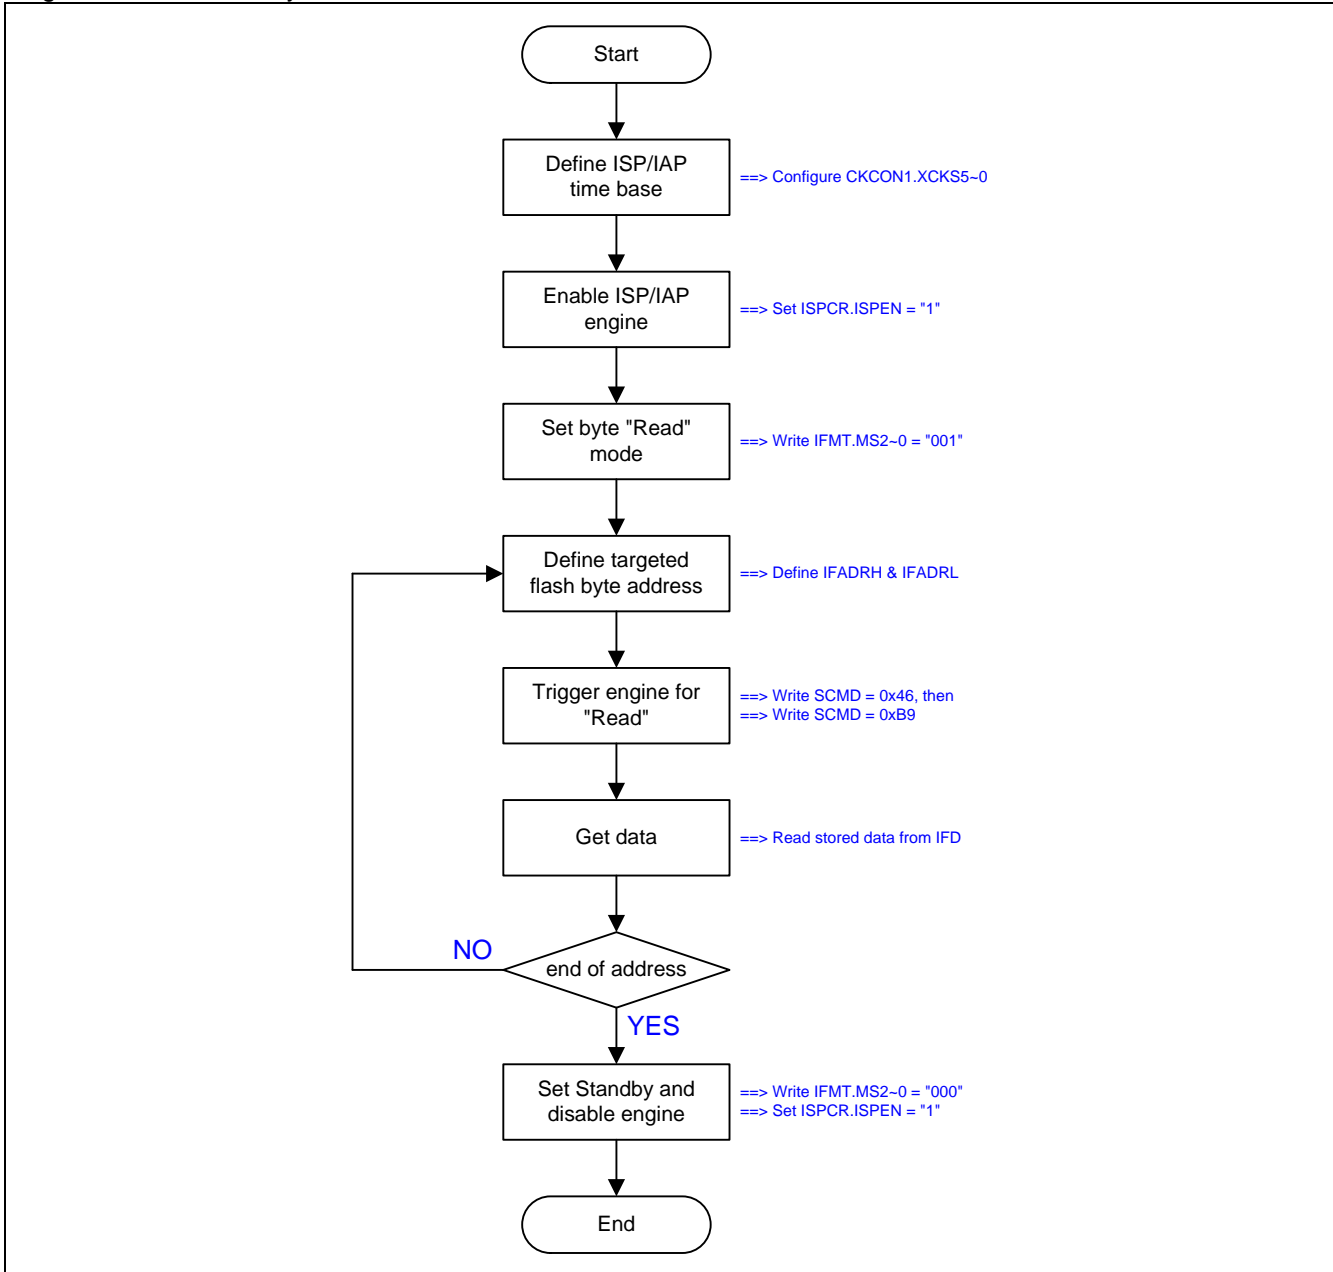 Start
Define ISP/IAP
time base
==> Configure CKCON1.XCKS5~0
Enable ISP/IAP
engine
==> Set ISPCR.ISPEN = "1"
Set byte "Read"
mode
==> Write IFMT.MS2~0 = "001"
Define targeted
flash byte address
==> Define IFADRH & IFADRL
Trigger engine for
"Read"
==> Write SCMD = 0x46, then
==> Write SCMD = 0xB9
Get data
==> Read stored data from IFD
NO
end of address
YES
Set Standby and
disable engine
==> Write IFMT.MS2~0 = "000"
==> Set ISPCR.ISPEN = "1"
End